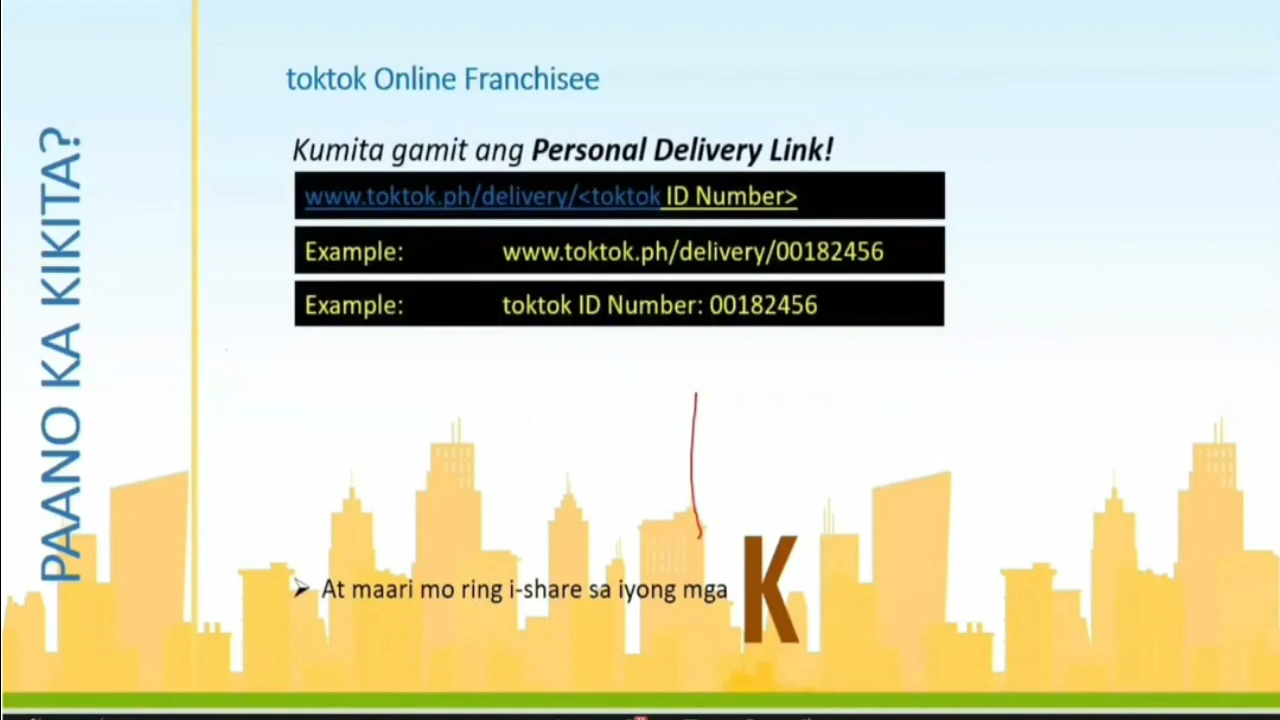 PAANO KA KIKITA?
toktok Online Franchisee
Kumita gamit ang Personal Delivery Link!
www.toktok.ph/delivery/<toktok ID Number>
Example: www.toktok.ph/delivery/00182456
Example: toktok ID Number: 00182456
➢ At maari mo ring i-share sa iyong mga K